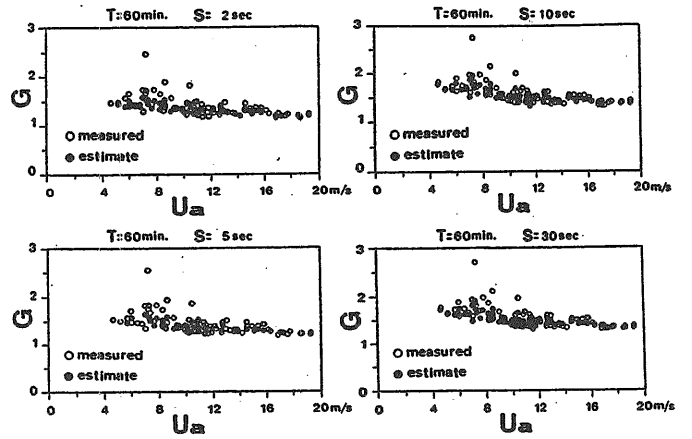 T=60min. S= 2sec
3
2
1
0
G
measured
estimate
0 4 8 12 16 20m/s
Ua
T=60min. S=10sec
3
2
1
0
G
measured
estimate
0 4 8 12 16 20m/s
Ua
T=60min. S= 5sec
3
2
1
0
G
measured
estimate
0 4 8 12 16 20m/s
Ua
T=60min. S=30sec
3
2
1
0
G
measured
estimate
0 4 8 12 16 20m/s
Ua